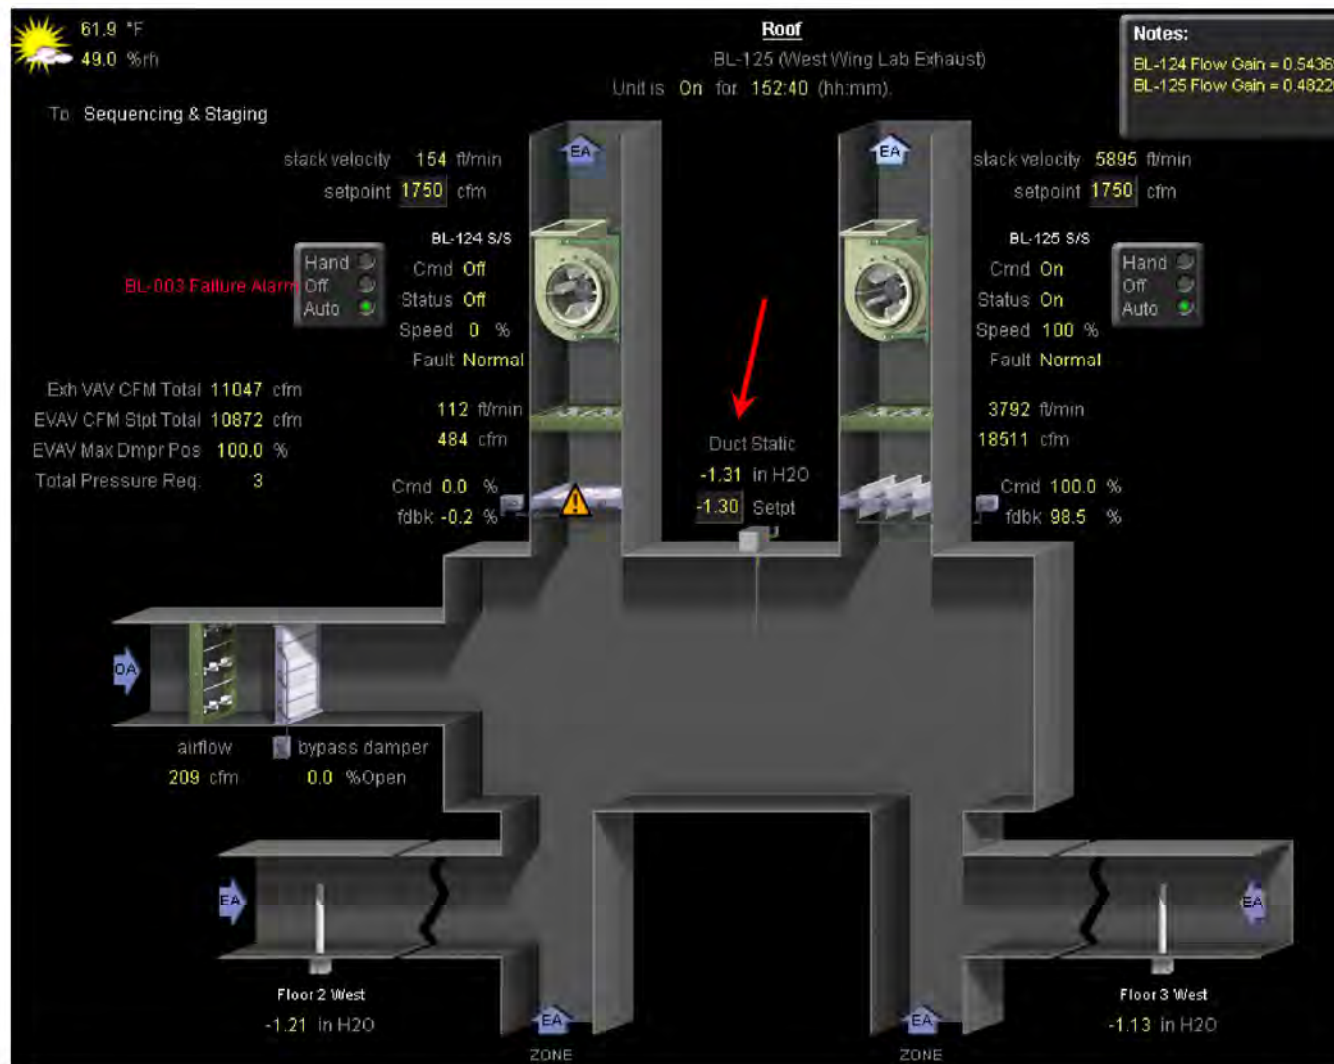 61.9 °F
49.0 %rh
To Sequencing & Staging
Roof
BL-125 (West Wing Lab Exhaust)
Unit is On for 152:40 (hh:mm).
Notes:
BL-124 Flow Gain = 0.5436
BL-125 Flow Gain = 0.4822
stack velocity 154 ft/min
setpoint 1750 cfm
EA
EA
stack velocity 5895 ft/min
setpoint 1750 cfm
BL-003 Failure Alarm
Hand
Off
Auto
BL-124 S/S
Cmd Off
Status Off
Speed 0 %
Fault Normal
BL-125 S/S
Cmd On
Status On
Speed 100 %
Fault Normal
Hand
Off
Auto
Exh VAV CFM Total 11047 cfm
EVAV CFM Stpt Total 10872 cfm
EVAV Max Dmpr Pos 100.0 %
Total Pressure Req. 3
112 ft/min
484 cfm
Cmd 0.0 %
fdbk -0.2 %
Duct Static
-1.31 in H2O
-1.30 Setpt
3792 ft/min
18511 cfm
Cmd 100.0 %
fdbk 98.5 %
OA
airflow
209 cfm
bypass damper
0.0 %Open
EA
EA
Floor 2 West
-1.21 in H2O
Floor 3 West
-1.13 in H2O
EA
ZONE
EA
ZONE